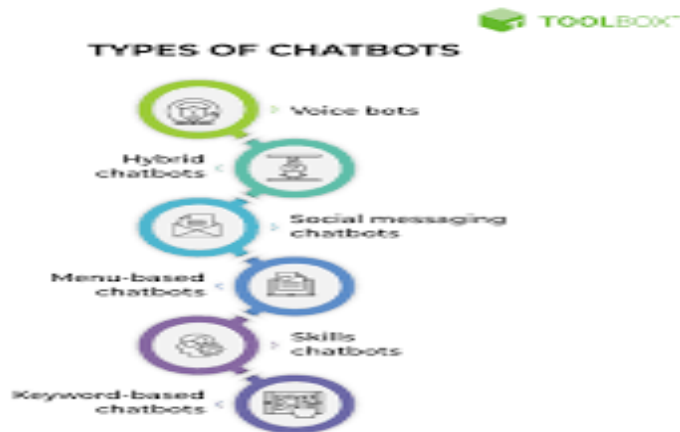 TOOLBOX
TYPES OF CHATBOTS
Voice bots
Hybrid
chatbots
Social messaging
chatbots
Menu-based
chatbots
Skills
chatbots
Keyword-based
chatbots